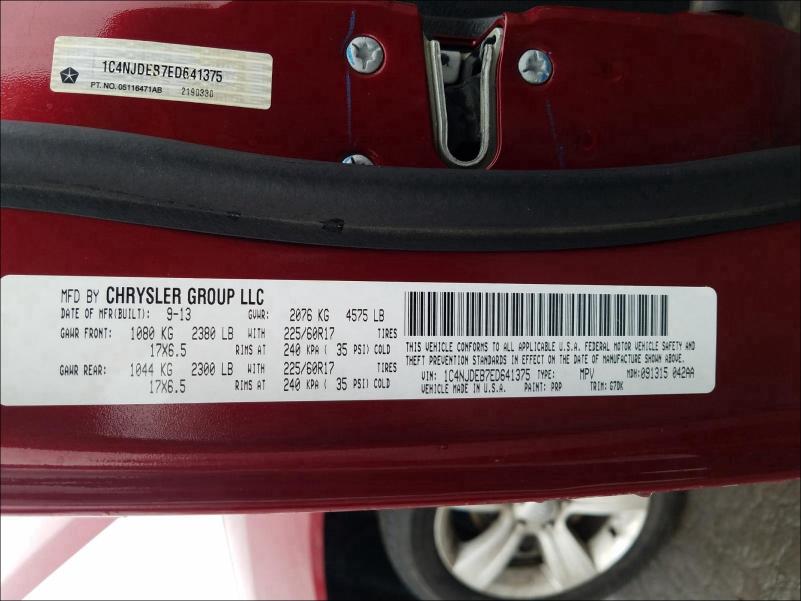 1C4NJDEB7ED641375
PT. NO. 05116471AB 2190330
MFD BY CHRYSLER GROUP LLC
DATE OF MFR(BUILT): 9-13 GVWR: 2076 KG 4575 LB
GAWR FRONT: 1080 KG 2380 LB WITH 225/60R17 TIRES
17X6.5 RIMS AT 240 KPA ( 35 PSI) COLD
GAWR REAR: 1044 KG 2300 LB WITH 225/60R17 TIRES
17X6.5 RIMS AT 240 KPA ( 35 PSI) COLD
THIS VEHICLE CONFORMS TO ALL APPLICABLE U.S.A. FEDERAL MOTOR VEHICLE SAFETY AND
THEFT PREVENTION STANDARDS IN EFFECT ON THE DATE OF MANUFACTURE SHOWN ABOVE.
VIN: 1C4NJDEB7ED641375 TYPE: MPV MDH:091315 042AA
VEHICLE MADE IN U.S.A. PAINT: PRP TRIM: G7DK